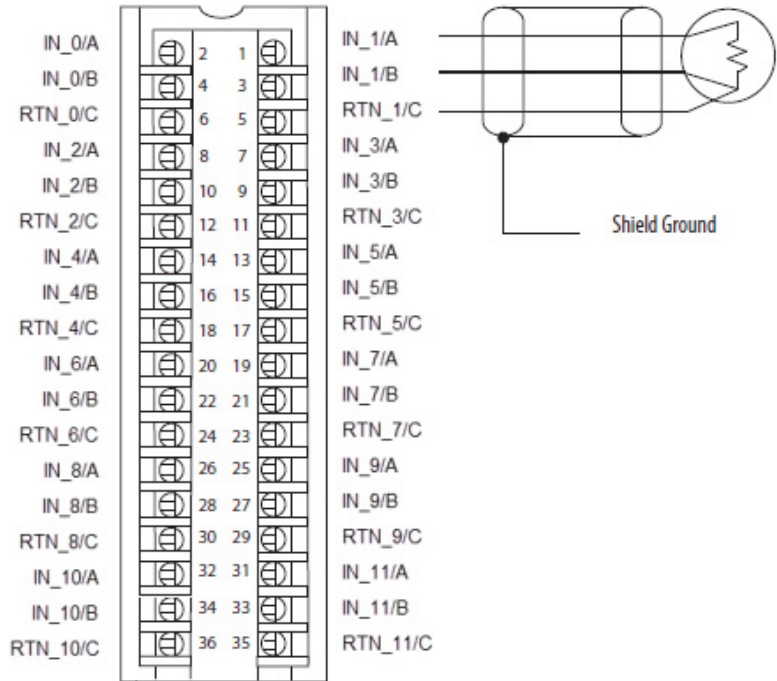 IN_0/A 2 1 IN_1/A
IN_0/B 4 3 IN_1/B
RTN_0/C 6 5 RTN_1/C
IN_2/A 8 7 IN_3/A
IN_2/B 10 9 IN_3/B
RTN_2/C 12 11 RTN_3/C
Shield Ground
IN_4/A 14 13 IN_5/A
IN_4/B 16 15 IN_5/B
RTN_4/C 18 17 RTN_5/C
IN_6/A 20 19 IN_7/A
IN_6/B 22 21 IN_7/B
RTN_6/C 24 23 RTN_7/C
IN_8/A 26 25 IN_9/A
IN_8/B 28 27 IN_9/B
RTN_8/C 30 29 RTN_9/C
IN_10/A 32 31 IN_11/A
IN_10/B 34 33 IN_11/B
RTN_10/C 36 35 RTN_11/C